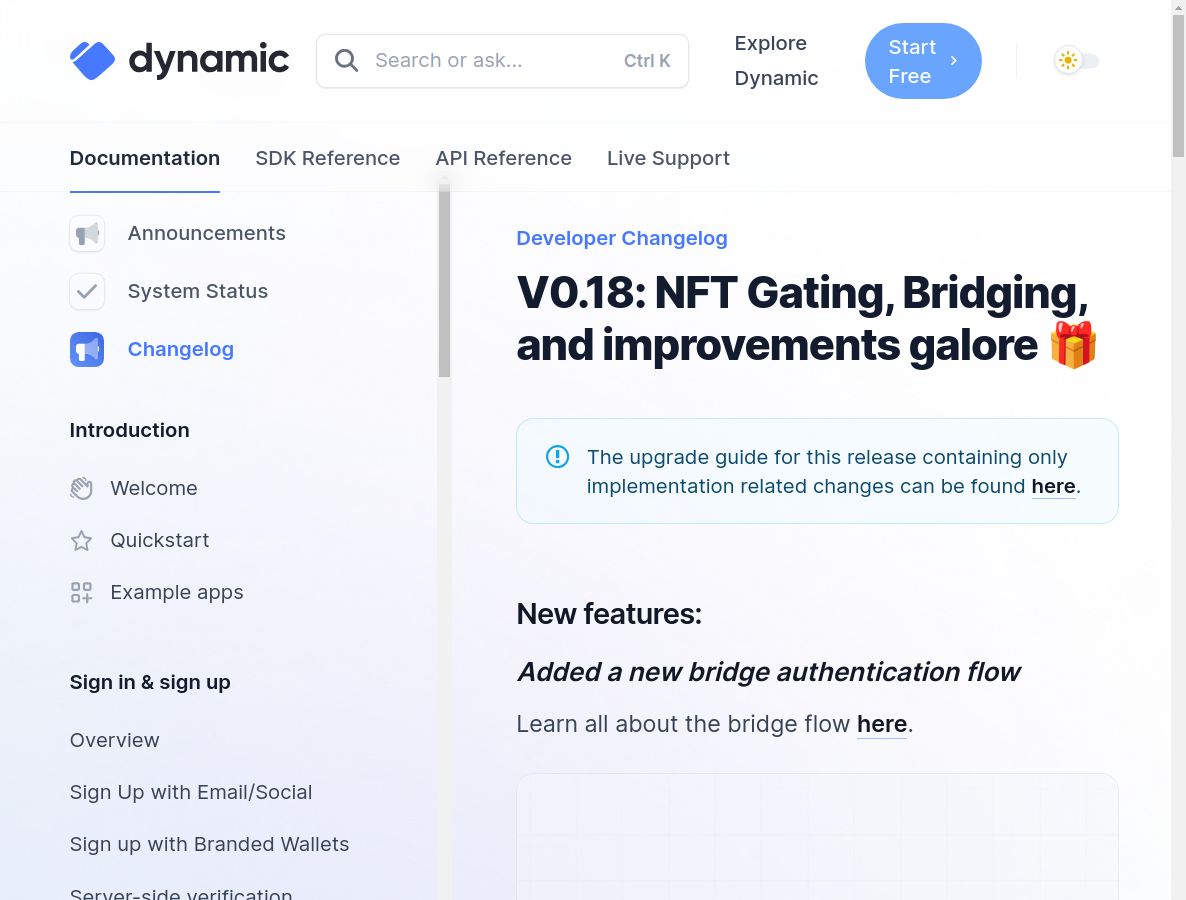 dynamic
Search or ask...
Ctrl K
Explore
Dynamic
Start
Free
Documentation
SDK Reference
API Reference
Live Support
Announcements
System Status
Changelog
Introduction
Welcome
Quickstart
Example apps
Sign in & sign up
Overview
Sign Up with Email/Social
Sign up with Branded Wallets
Server-side verification
Developer Changelog
V0.18: NFT Gating, Bridging,
and improvements galore 🎁
The upgrade guide for this release containing only
implementation related changes can be found here.
New features:
Added a new bridge authentication flow
Learn all about the bridge flow here.